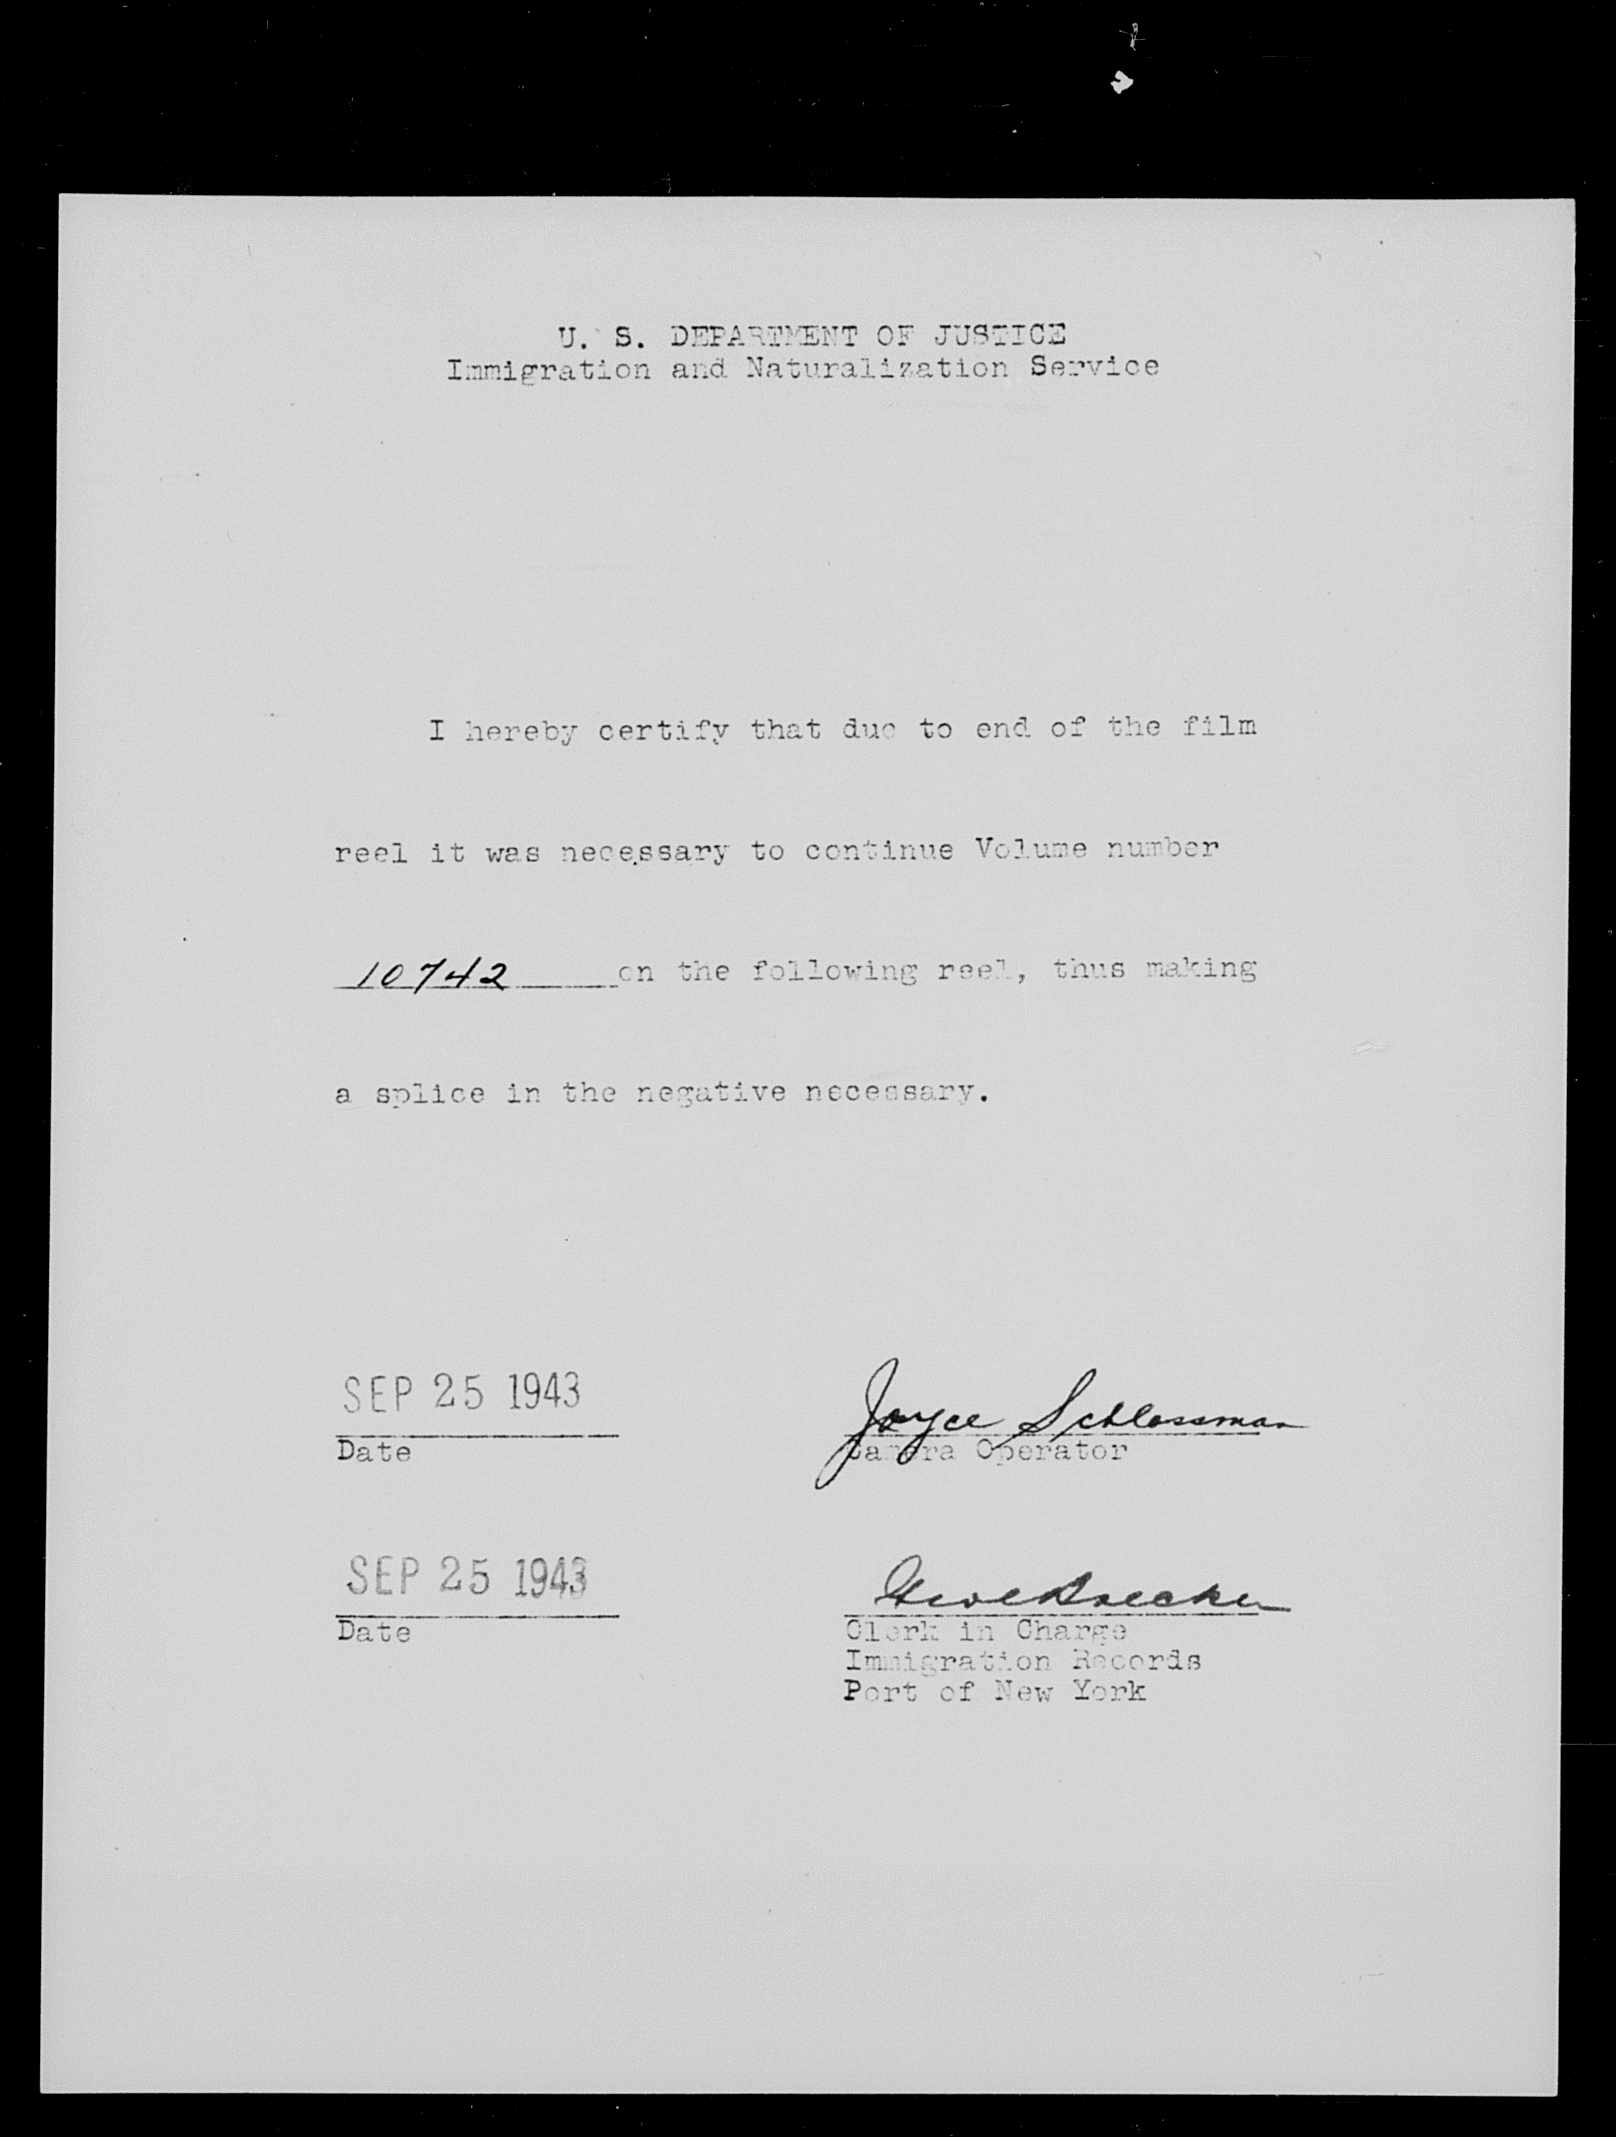 U. S. DEPARTMENT OF JUSTICE
Immigration and Naturalization Service
I hereby certify that due to end of the film
reel it was necessary to continue Volume number
10742 on the following reel, thus making
a splice in the negative necessary.
SEP 25 1943 Joyce Schlossman
Date Camera Operator
SEP 25 1943
Date Clerk in Charge
Immigration Records
Port of New York